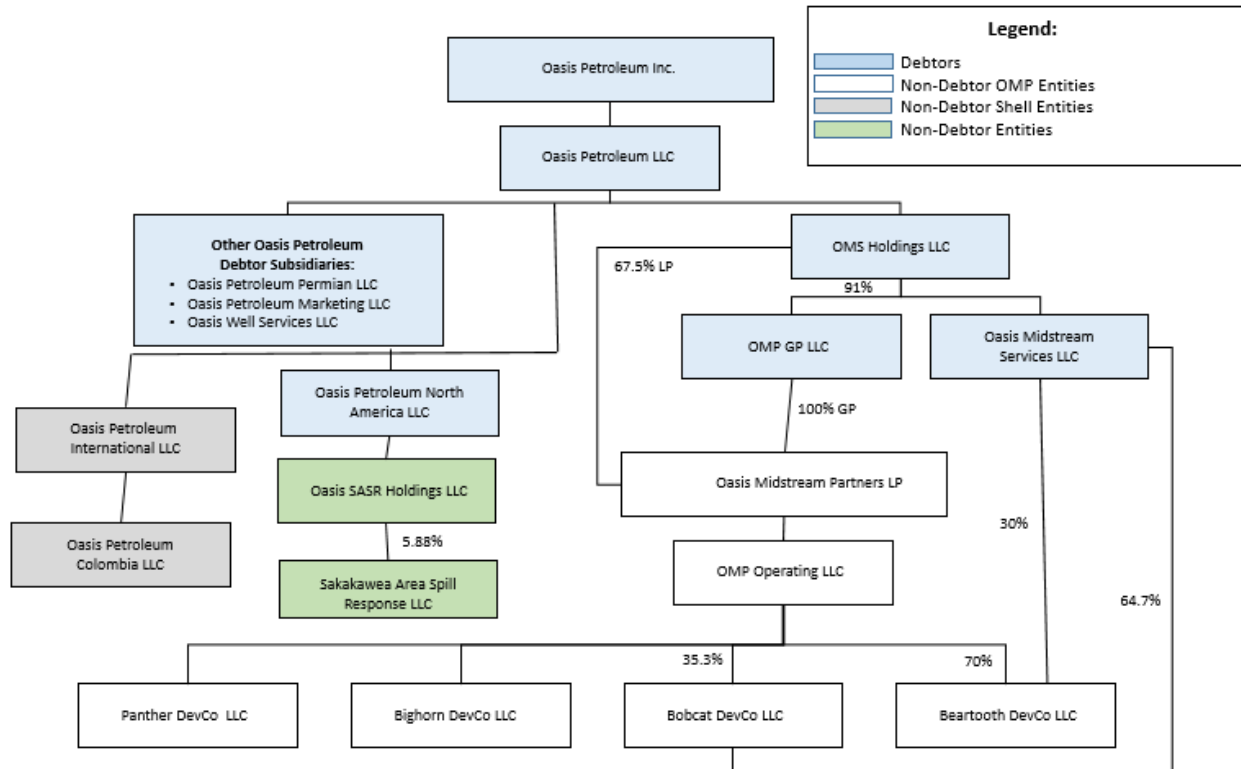 Legend:
Debtors
Non-Debtor OMP Entities
Non-Debtor Shell Entities
Non-Debtor Entities
Oasis Petroleum Inc.
Oasis Petroleum LLC
Other Oasis Petroleum
Debtor Subsidiaries:
▪ Oasis Petroleum Permian LLC
▪ Oasis Petroleum Marketing LLC
▪ Oasis Well Services LLC
OMS Holdings LLC
67.5% LP
91%
OMP GP LLC
Oasis Midstream
Services LLC
Oasis Petroleum North
America LLC
100% GP
Oasis Petroleum
International LLC
Oasis SASR Holdings LLC
Oasis Midstream Partners LP
5.88%
30%
Oasis Petroleum
Colombia LLC
Sakakawea Area Spill
Response LLC
OMP Operating LLC
64.7%
35.3%
70%
Panther DevCo LLC
Bighorn DevCo LLC
Bobcat DevCo LLC
Beartooth DevCo LLC